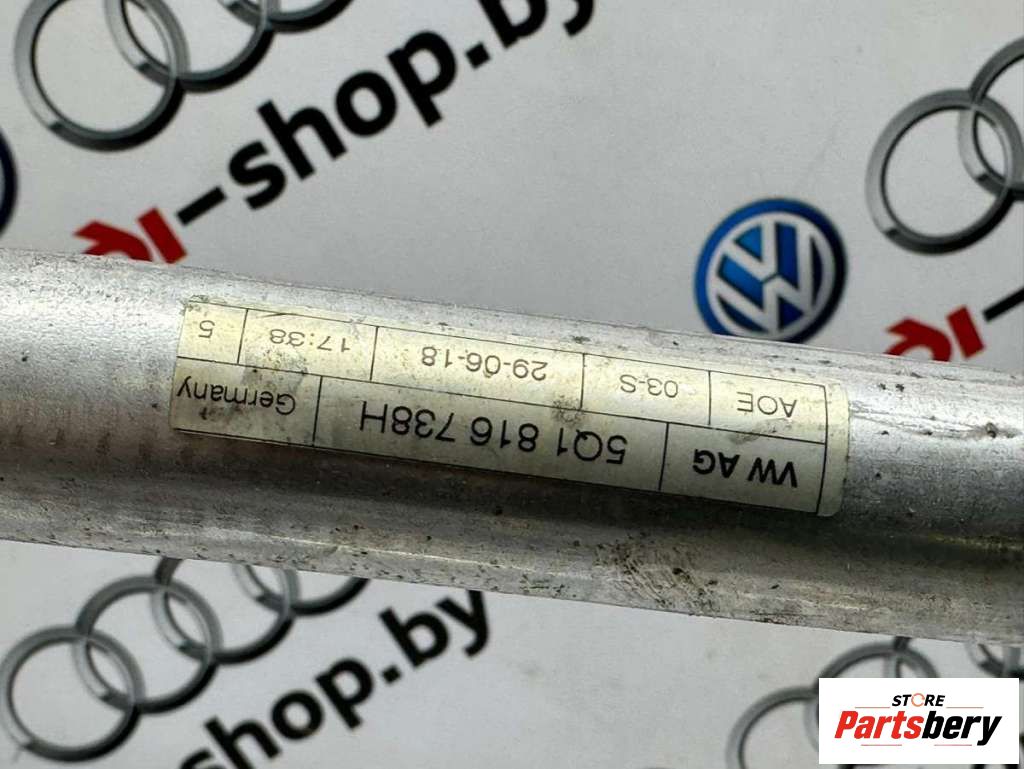 -shop.by
VW AG 5Q1 816 738H Germany
AOE 03-S 29-06-18 17:38 5
-shop.by
STORE
Partsbery